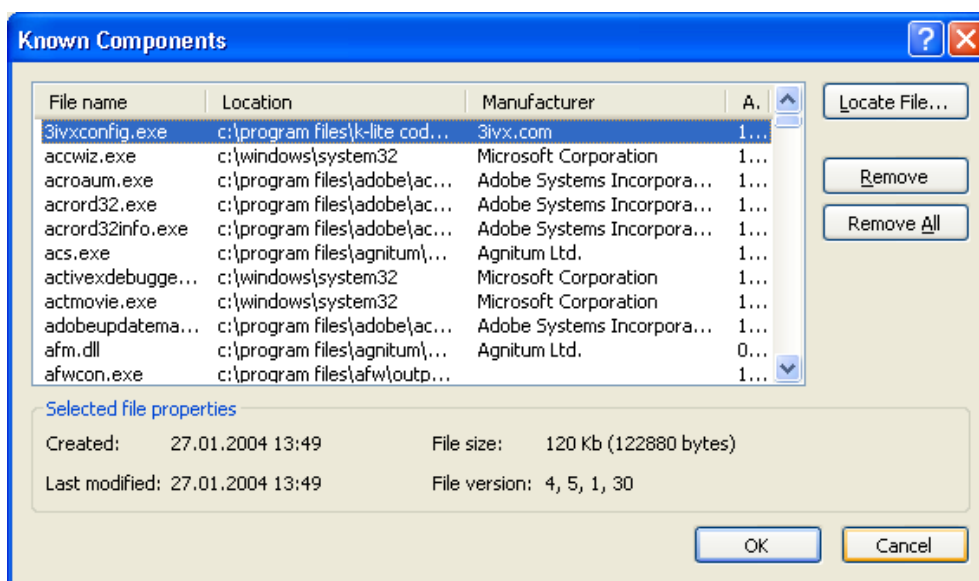 Known Components
File name Location Manufacturer A.
3ivxconfig.exe c:\program files\k-lite cod... 3ivx.com 1...
accwiz.exe c:\windows\system32 Microsoft Corporation 1...
acroaum.exe c:\program files\adobe\ac... Adobe Systems Incorpora... 1...
acrord32.exe c:\program files\adobe\ac... Adobe Systems Incorpora... 1...
acrord32info.exe c:\program files\adobe\ac... Adobe Systems Incorpora... 1...
acs.exe c:\program files\agnitum\... Agnitum Ltd. 1...
activexdebugge... c:\windows\system32 Microsoft Corporation 1...
actmovie.exe c:\windows\system32 Microsoft Corporation 1...
adobeupdatema... c:\program files\adobe\ac... Adobe Systems Incorpora... 1...
afm.dll c:\program files\agnitum\... Agnitum Ltd. 0...
afwcon.exe c:\program files\afw\outp... 1...
Locate File...
Remove
Remove All
Selected file properties
Created: 27.01.2004 13:49 File size: 120 Kb (122880 bytes)
Last modified: 27.01.2004 13:49 File version: 4, 5, 1, 30
OK Cancel